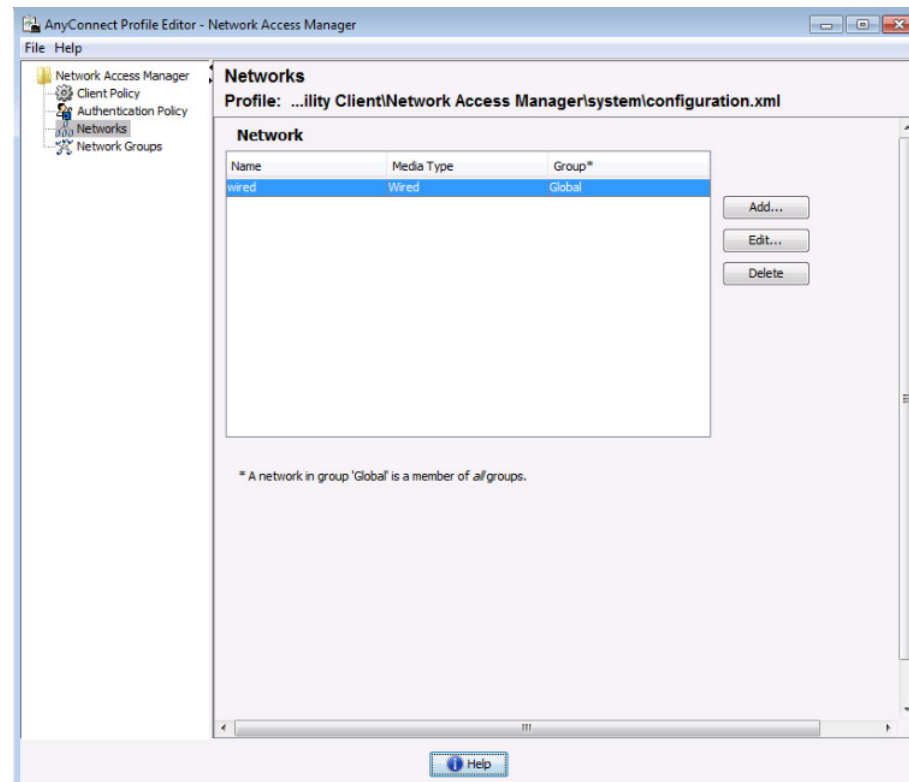 AnyConnect Profile Editor - Network Access Manager
File Help
Network Access Manager
Client Policy
Authentication Policy
Networks
Network Groups
Networks
Profile: ...ility Client\Network Access Manager\system\configuration.xml
Network
Name Media Type Group*
wired Wired Global
Add...
Edit...
Delete
* A network in group 'Global' is a member of all groups.
Help